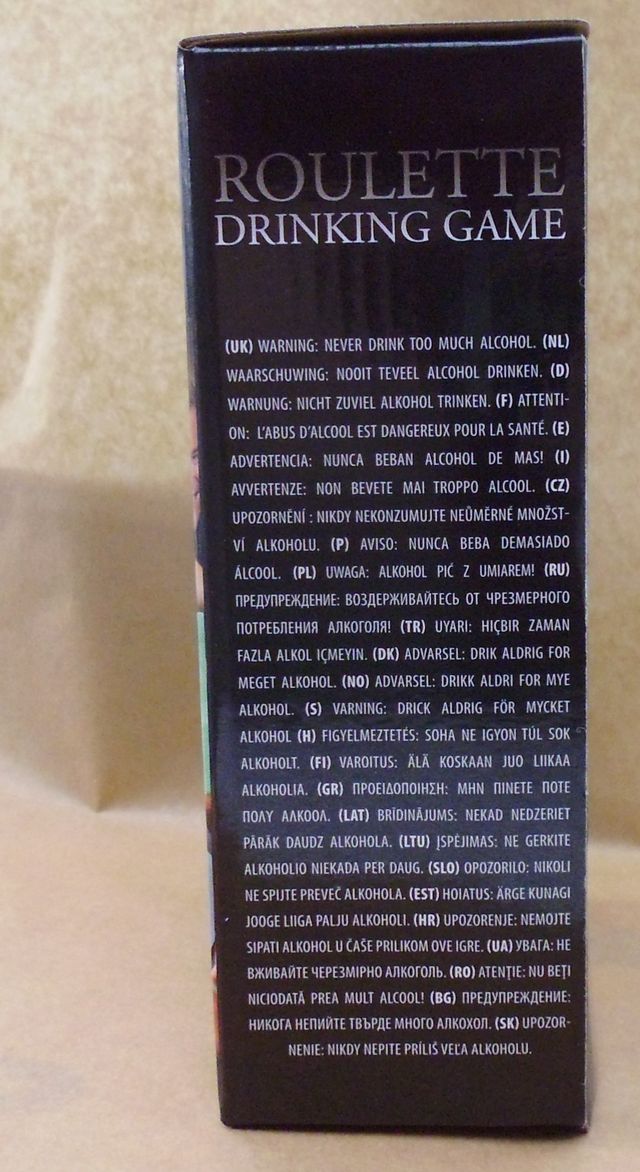 ROULETTE
DRINKING GAME
(UK) WARNING: NEVER DRINK TOO MUCH ALCOHOL. (NL)
WAARSCHUWING: NOOIT TEVEEL ALCOHOL DRINKEN. (D)
WARNUNG: NICHT ZUVIEL ALKOHOL TRINKEN. (F) ATTENTI-
ON: L'ABUS D'ALCOOL EST DANGEREUX POUR LA SANTÉ. (E)
ADVERTENCIA: NUNCA BEBAN ALCOHOL DE MAS! (I)
AVVERTENZE: NON BEVETE MAI TROPPO ALCOOL. (CZ)
UPOZORNĚNÍ : NIKDY NEKONZUMUJTE NEŮMĚRNÉ MNOŽST-
VÍ ALKOHOLU. (P) AVISO: NUNCA BEBA DEMASIADO
ÁLCOOL. (PL) UWAGA: ALKOHOL PIĆ Z UMIAREM! (RU)
ПРЕДУПРЕЖДЕНИЕ: ВОЗДЕРЖИВАЙТЕСЬ ОТ ЧРЕЗМЕРНОГО
ПОТРЕБЛЕНИЯ АЛКОГОЛЯ! (TR) UYARI: HIÇBIR ZAMAN
FAZLA ALKOL IÇMEYIN. (DK) ADVARSEL: DRIK ALDRIG FOR
MEGET ALKOHOL. (NO) ADVARSEL: DRIKK ALDRI FOR MYE
ALKOHOL. (S) VARNING: DRICK ALDRIG FÖR MYCKET
ALKOHOL (H) FIGYELMEZTETÉS: SOHA NE IGYON TÚL SOK
ALKOHOLT. (FI) VAROITUS: ÄLÄ KOSKAAN JUO LIIKAA
ALKOHOLIA. (GR) ΠΡΟΕΙΔΟΠΟΙΗΣΗ: ΜΗΝ ΠΙΝΕΤΕ ΠΟΤΕ
ΠΟΛΥ ΑΛΚΟΟΛ. (LAT) BRĪDINĀJUMS: NEKAD NEDZERIET
PĀRĀK DAUDZ ALKOHOLA. (LTU) ĮSPĖJIMAS: NE GERKITE
ALKOHOLIO NIEKADA PER DAUG. (SLO) OPOZORILO: NIKOLI
NE SPIJTE PREVEČ ALKOHOLA. (EST) HOIATUS: ÄRGE KUNAGI
JOOGE LIIGA PALJU ALKOHOLI. (HR) UPOZORENJE: NEMOJTE
SIPATI ALKOHOL U ČAŠE PRILIKOM OVE IGRE. (UA) УВАГА: НЕ
ВЖИВАЙТЕ ЧЕРЕЗМІРНО АЛКОГОЛЬ. (RO) ATENȚIE: NU BEȚI
NICIODATĂ PREA MULT ALCOOL! (BG) ПРЕДУПРЕЖДЕНИЕ:
НИКОГА НЕПИЙТЕ ТВЪРДЕ МНОГО АЛКОХОЛ. (SK) UPOZOR-
NENIE: NIKDY NEPITE PRÍLIŠ VEĽA ALKOHOLU.